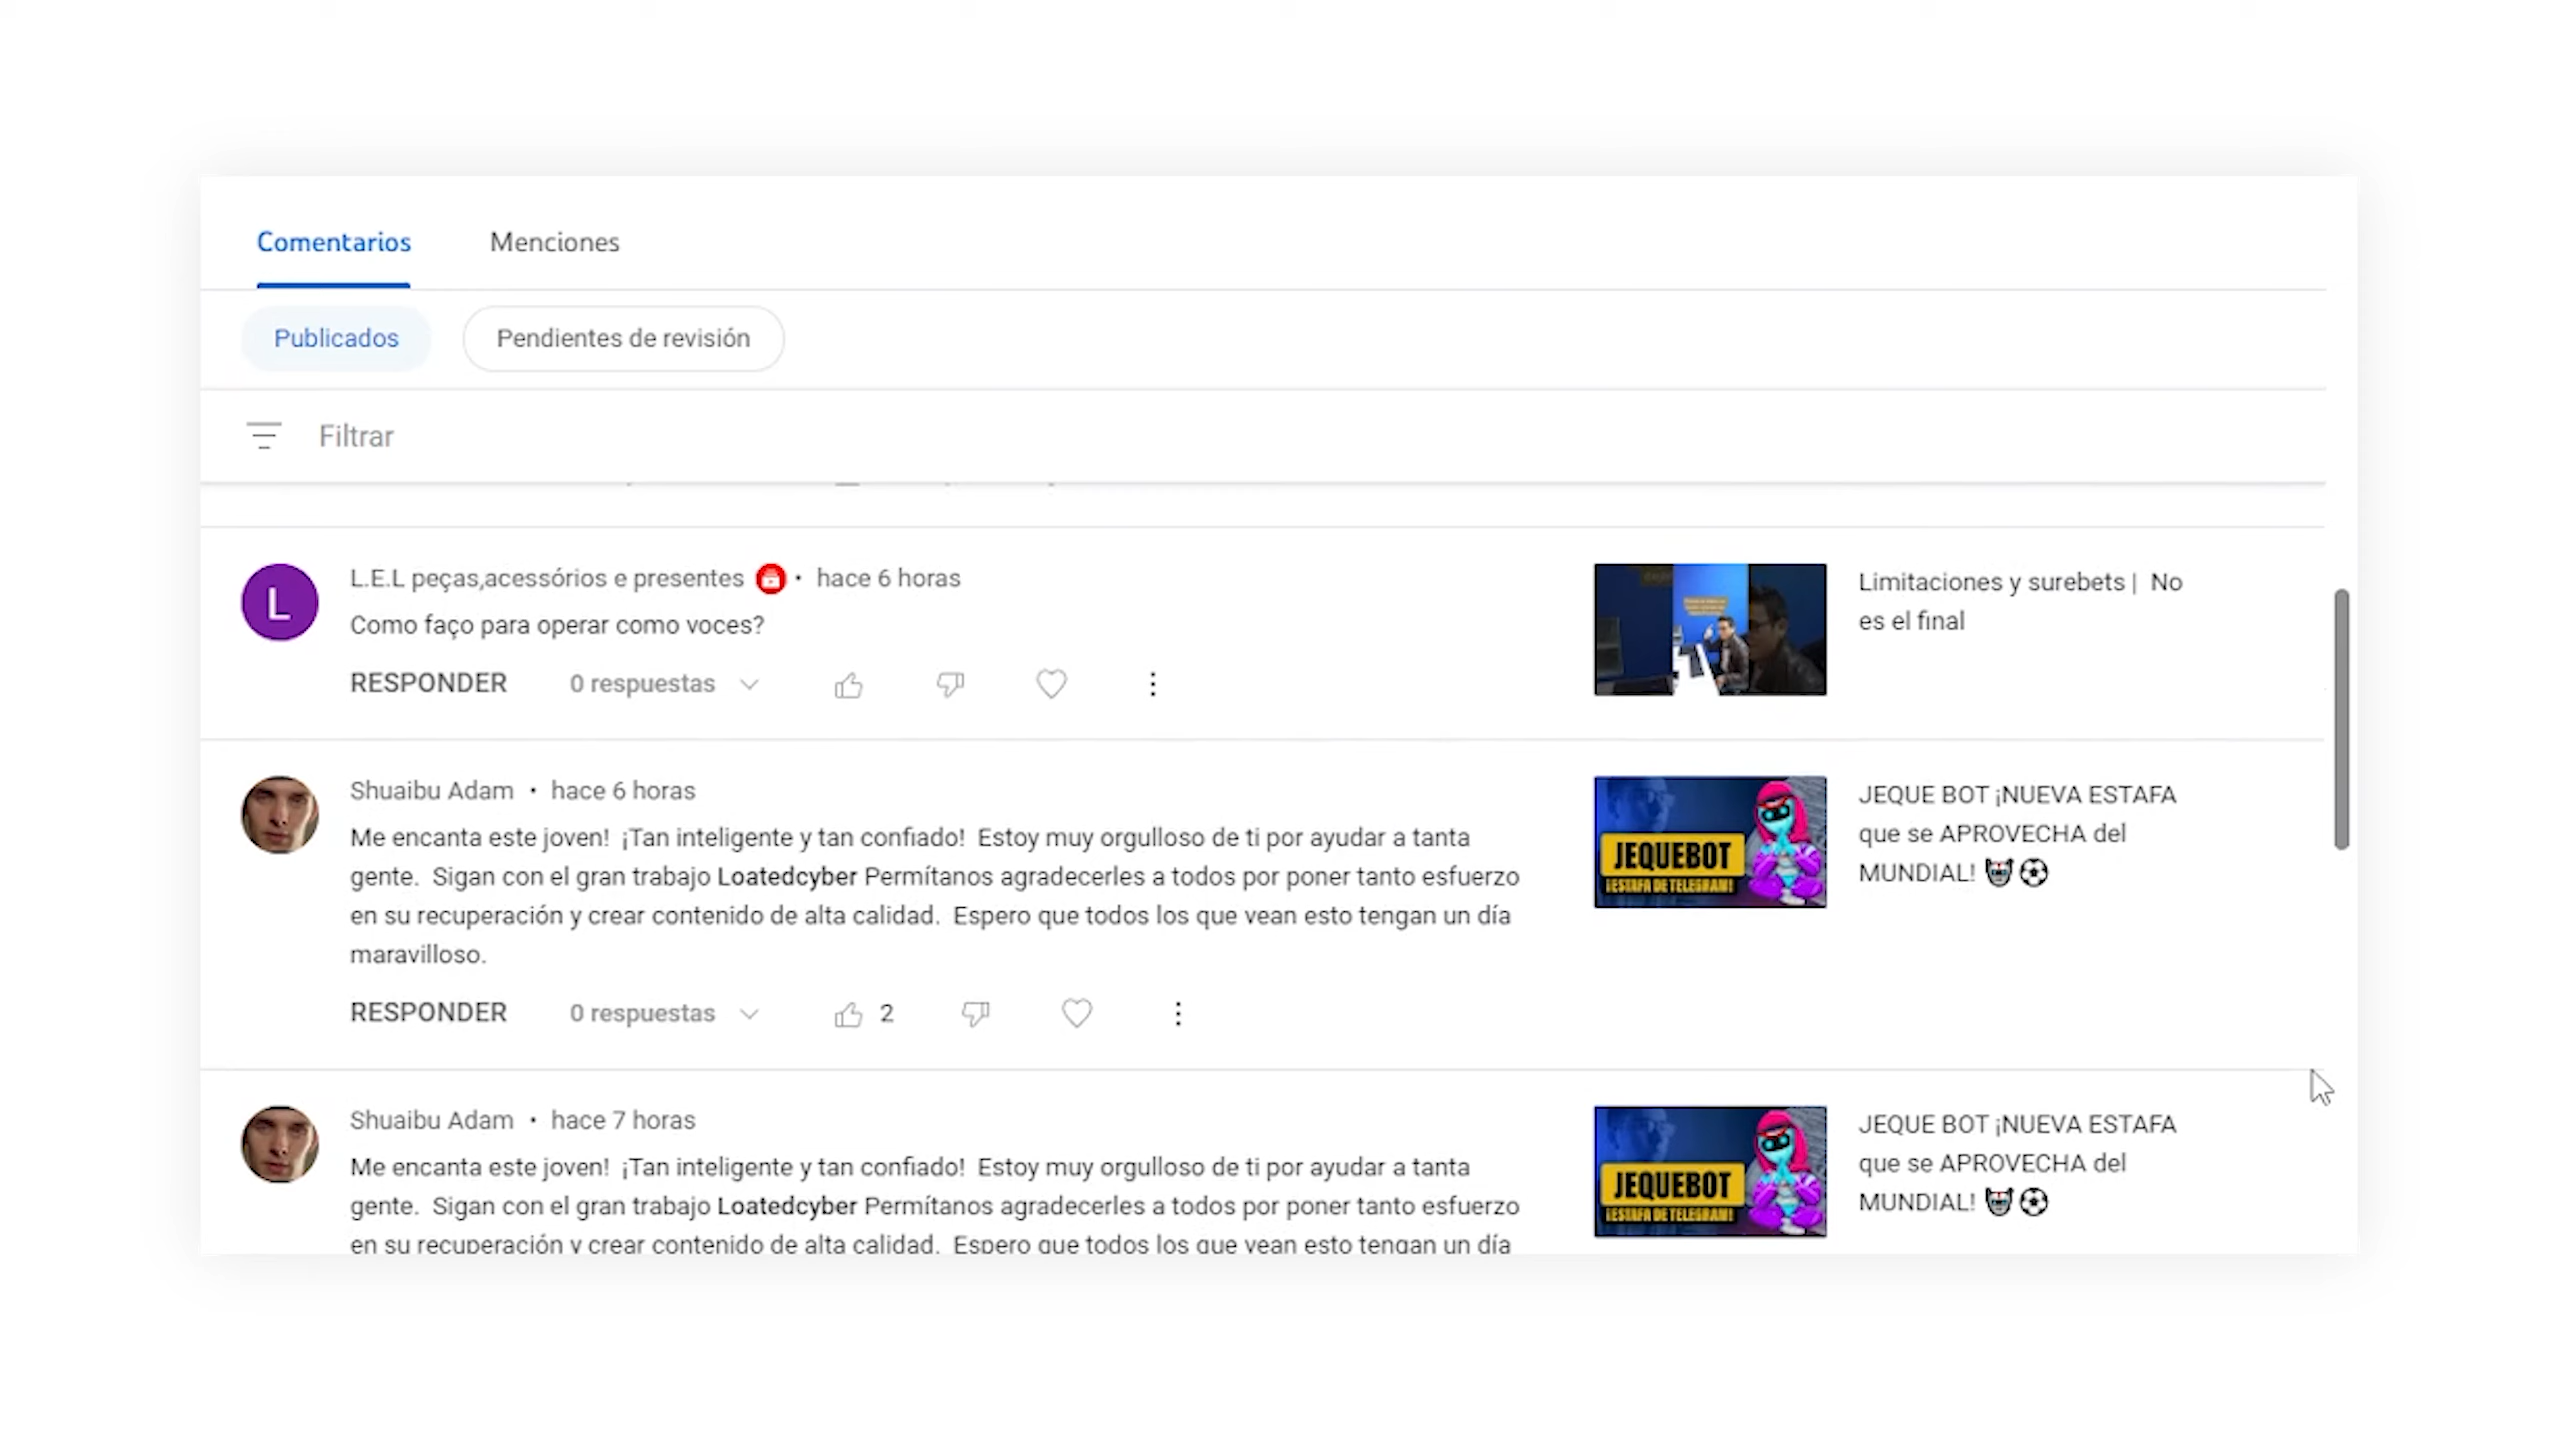 Comentarios
Menciones
Publicados
Pendientes de revisión
Filtrar
L.E.L peças,acessórios e presentes • hace 6 horas
Como faço para operar como voces?
RESPONDER
0 respuestas
Limitaciones y surebets | No
es el final
Shuaibu Adam • hace 6 horas
Me encanta este joven! ¡Tan inteligente y tan confiado! Estoy muy orgulloso de ti por ayudar a tanta
gente. Sigan con el gran trabajo Loatedcyber Permítanos agradecerles a todos por poner tanto esfuerzo
en su recuperación y crear contenido de alta calidad. Espero que todos los que vean esto tengan un día
maravilloso.
RESPONDER
0 respuestas
2
JEQUEBOT
¡ESTAFA DE TELEGRAM!
JEQUE BOT ¡NUEVA ESTAFA
que se APROVECHA del
MUNDIAL!
Shuaibu Adam • hace 7 horas
Me encanta este joven! ¡Tan inteligente y tan confiado! Estoy muy orgulloso de ti por ayudar a tanta
gente. Sigan con el gran trabajo Loatedcyber Permítanos agradecerles a todos por poner tanto esfuerzo
en su recuperación y crear contenido de alta calidad. Espero que todos los que vean esto tengan un día
JEQUEBOT
¡ESTAFA DE TELEGRAM!
JEQUE BOT ¡NUEVA ESTAFA
que se APROVECHA del
MUNDIAL!
L